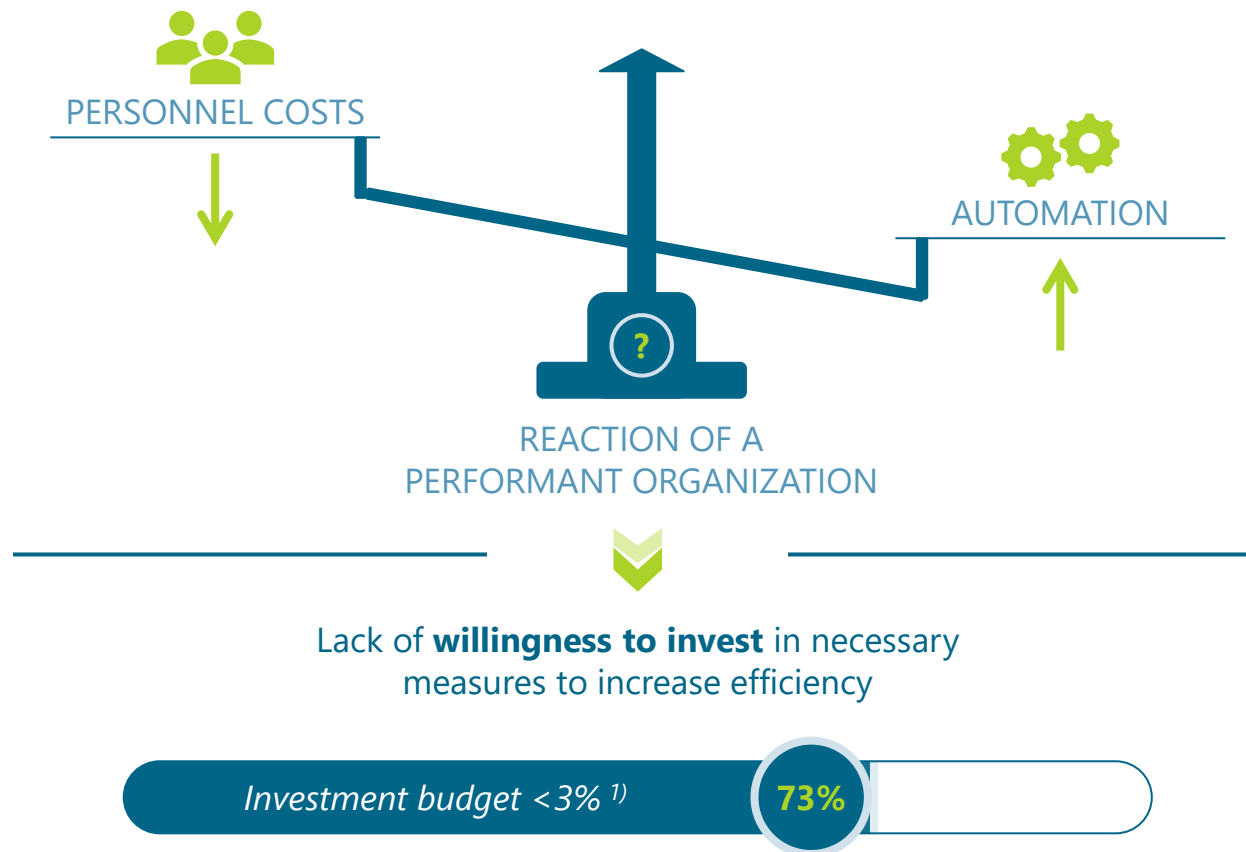 PERSONNEL COSTS
AUTOMATION
?
REACTION OF A
PERFORMANT ORGANIZATION
Lack of willingness to invest in necessary
measures to increase efficiency
Investment budget <3% 1)
73%